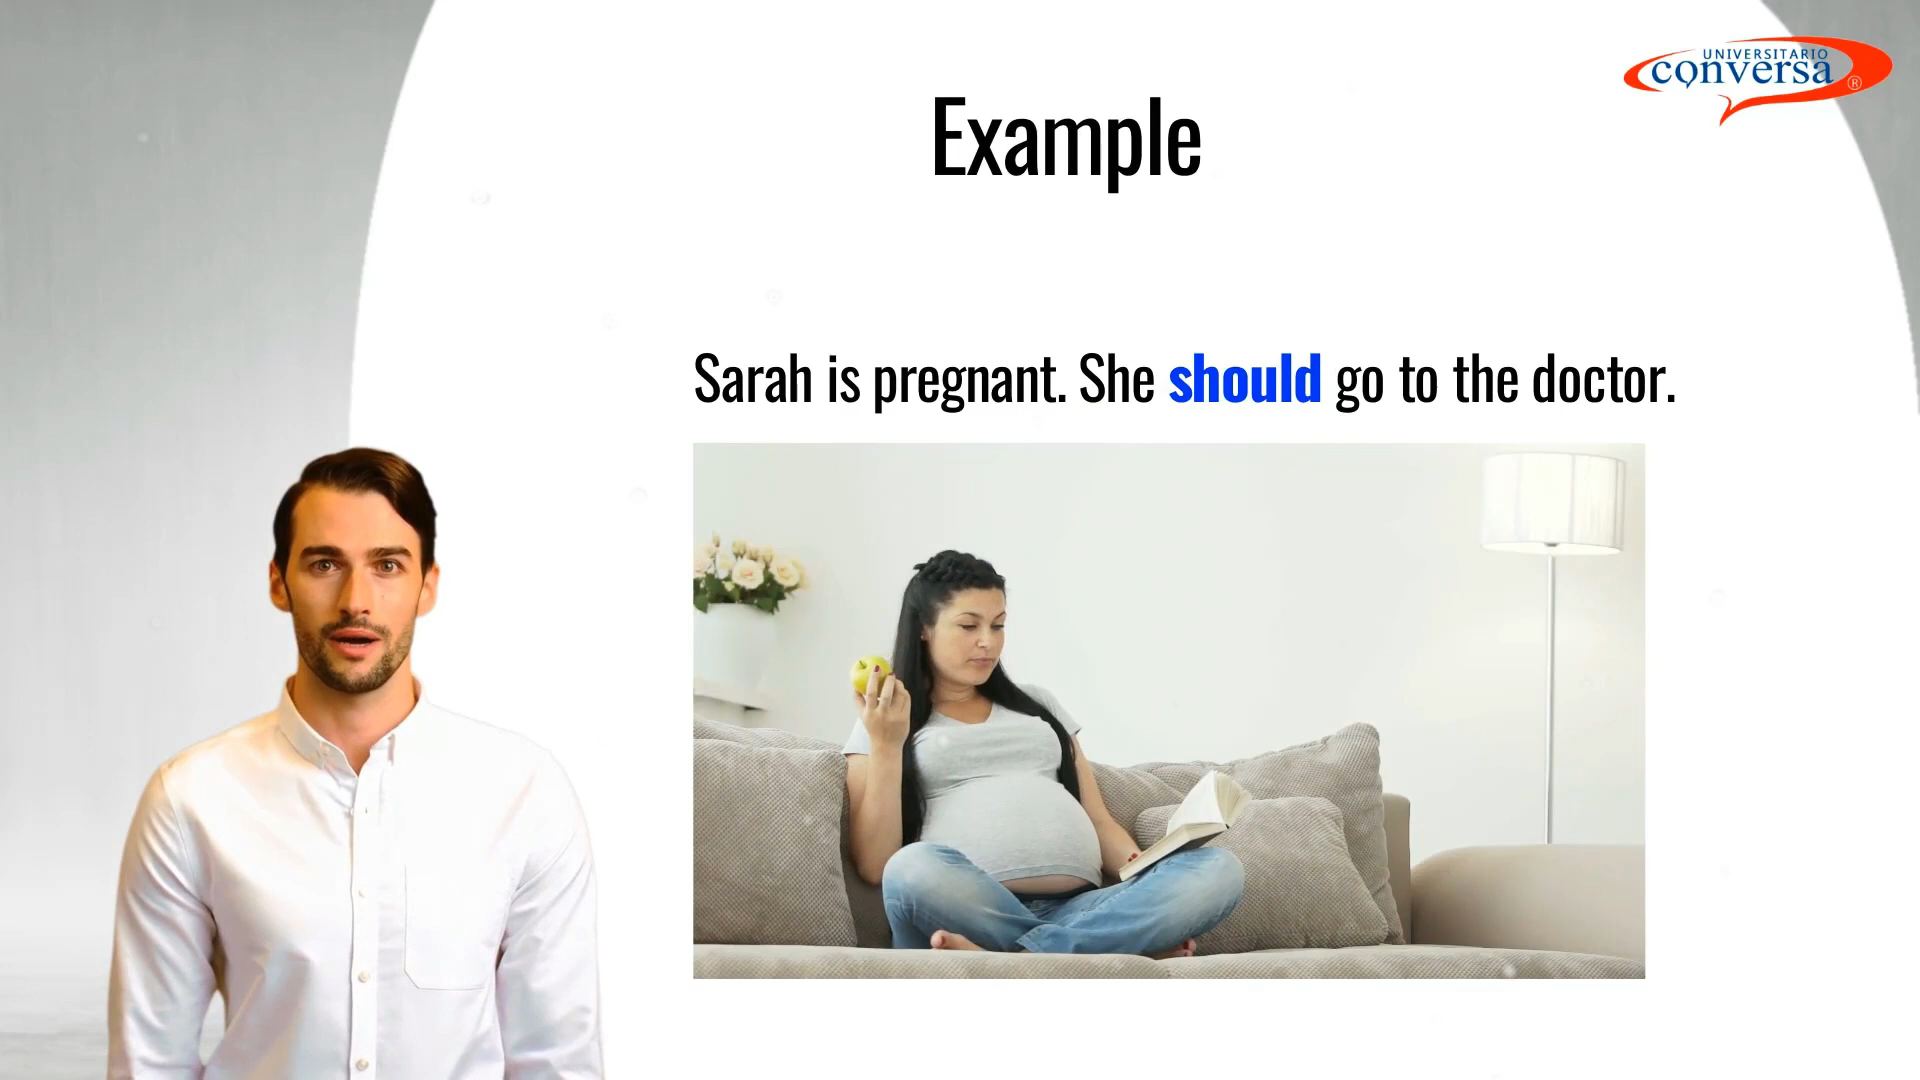 UNIVERSITARIO
conversa ®
Example
Sarah is pregnant. She should go to the doctor.